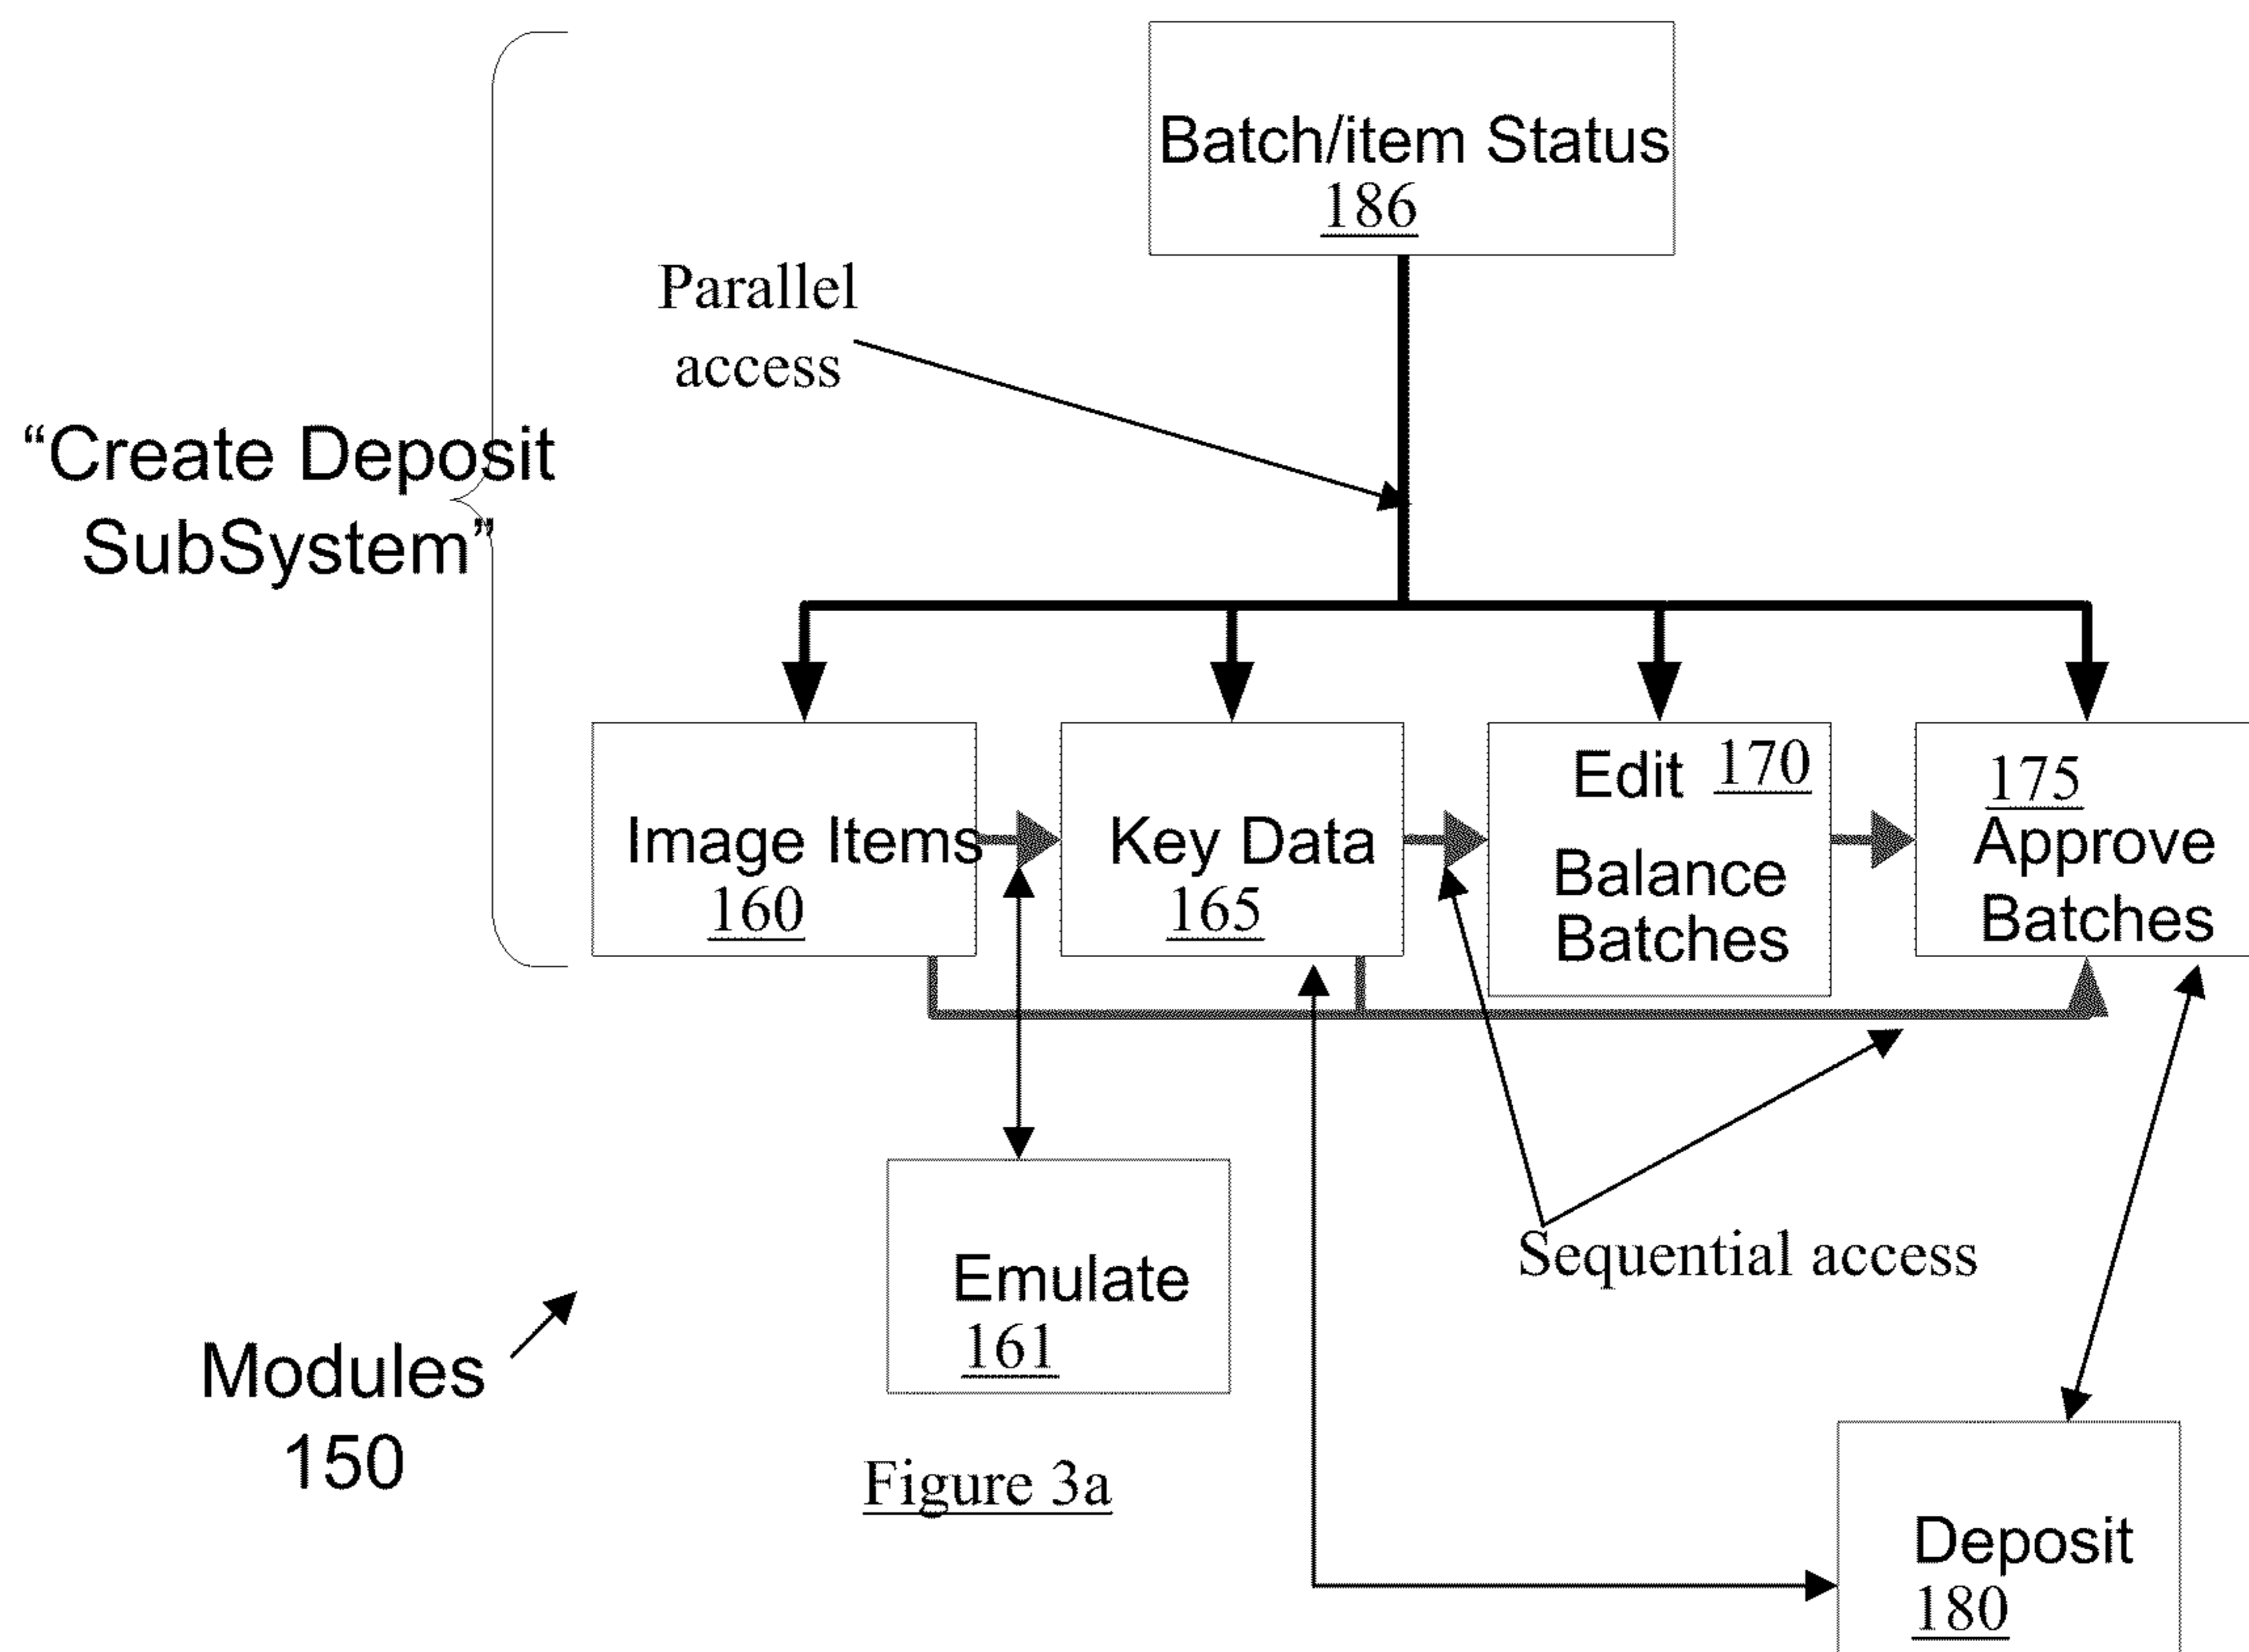 Batch/item Status
186
Parallel
access
“Create Deposit
SubSystem”
Image Items
160
Key Data
165
Edit 170
Balance
Batches
175
Approve
Batches
Sequential access
Emulate
161
Modules
150
Figure 3a
Deposit
180